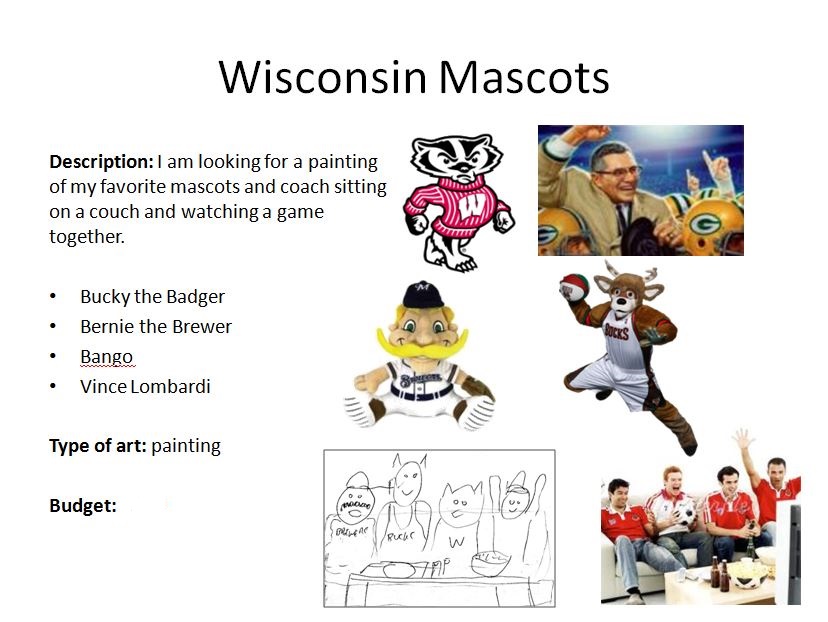 Wisconsin Mascots
Description: I am looking for a painting
of my favorite mascots and coach sitting
on a couch and watching a game
together.
• Bucky the Badger
• Bernie the Brewer
• Bango
• Vince Lombardi
Type of art: painting
Budget:
W
G
M
Brewers
BUCKS
BREWERS
BUCKS
W